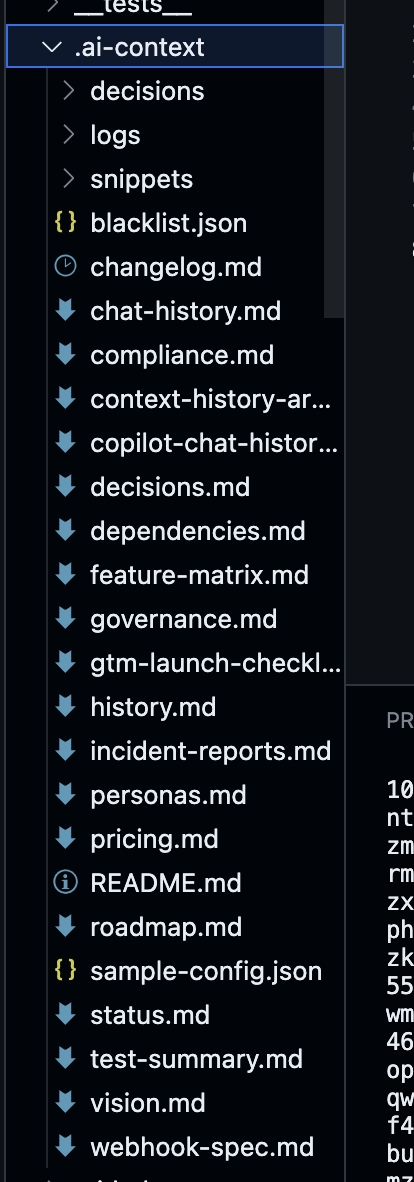 __tests__
.ai-context
decisions
logs
snippets
{} blacklist.json
changelog.md
chat-history.md
compliance.md
context-history-ar...
copilot-chat-histor...
decisions.md
dependencies.md
feature-matrix.md
governance.md
gtm-launch-checkl...
history.md
incident-reports.md
personas.md
pricing.md
README.md
roadmap.md
{} sample-config.json
status.md
test-summary.md
vision.md
webhook-spec.md
PR
10
nt
zm
rm
zx
ph
zk
55
wm
46
op
qw
f4
bu